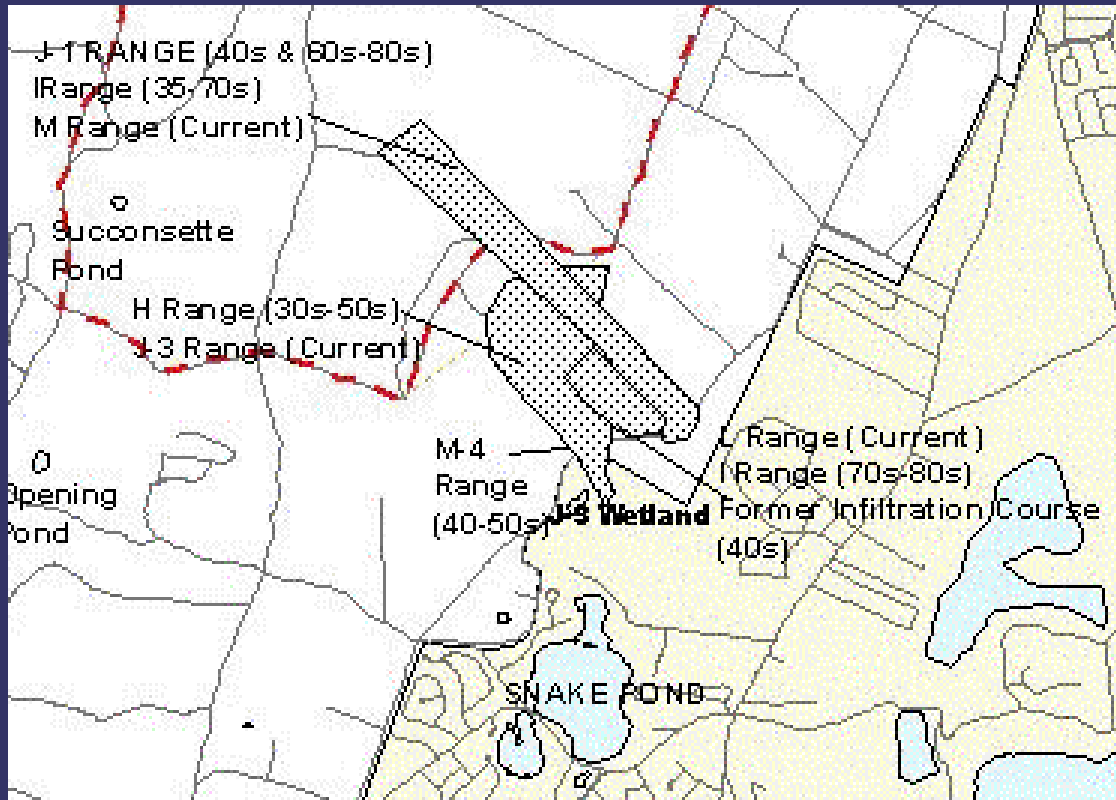 J-1 RANGE (40s & 60s-80s)
I Range (35-70s)
M Range (Current)
Succonsette
Pond
H Range (30s-50s)
J-3 Range (Current)
M-4
Range
(40-50s)
L Range (Current)
I Range (70s-80s)
Former Infiltration Course
(40s)
J-3 Wetland
Opening
Pond
SNAKE POND